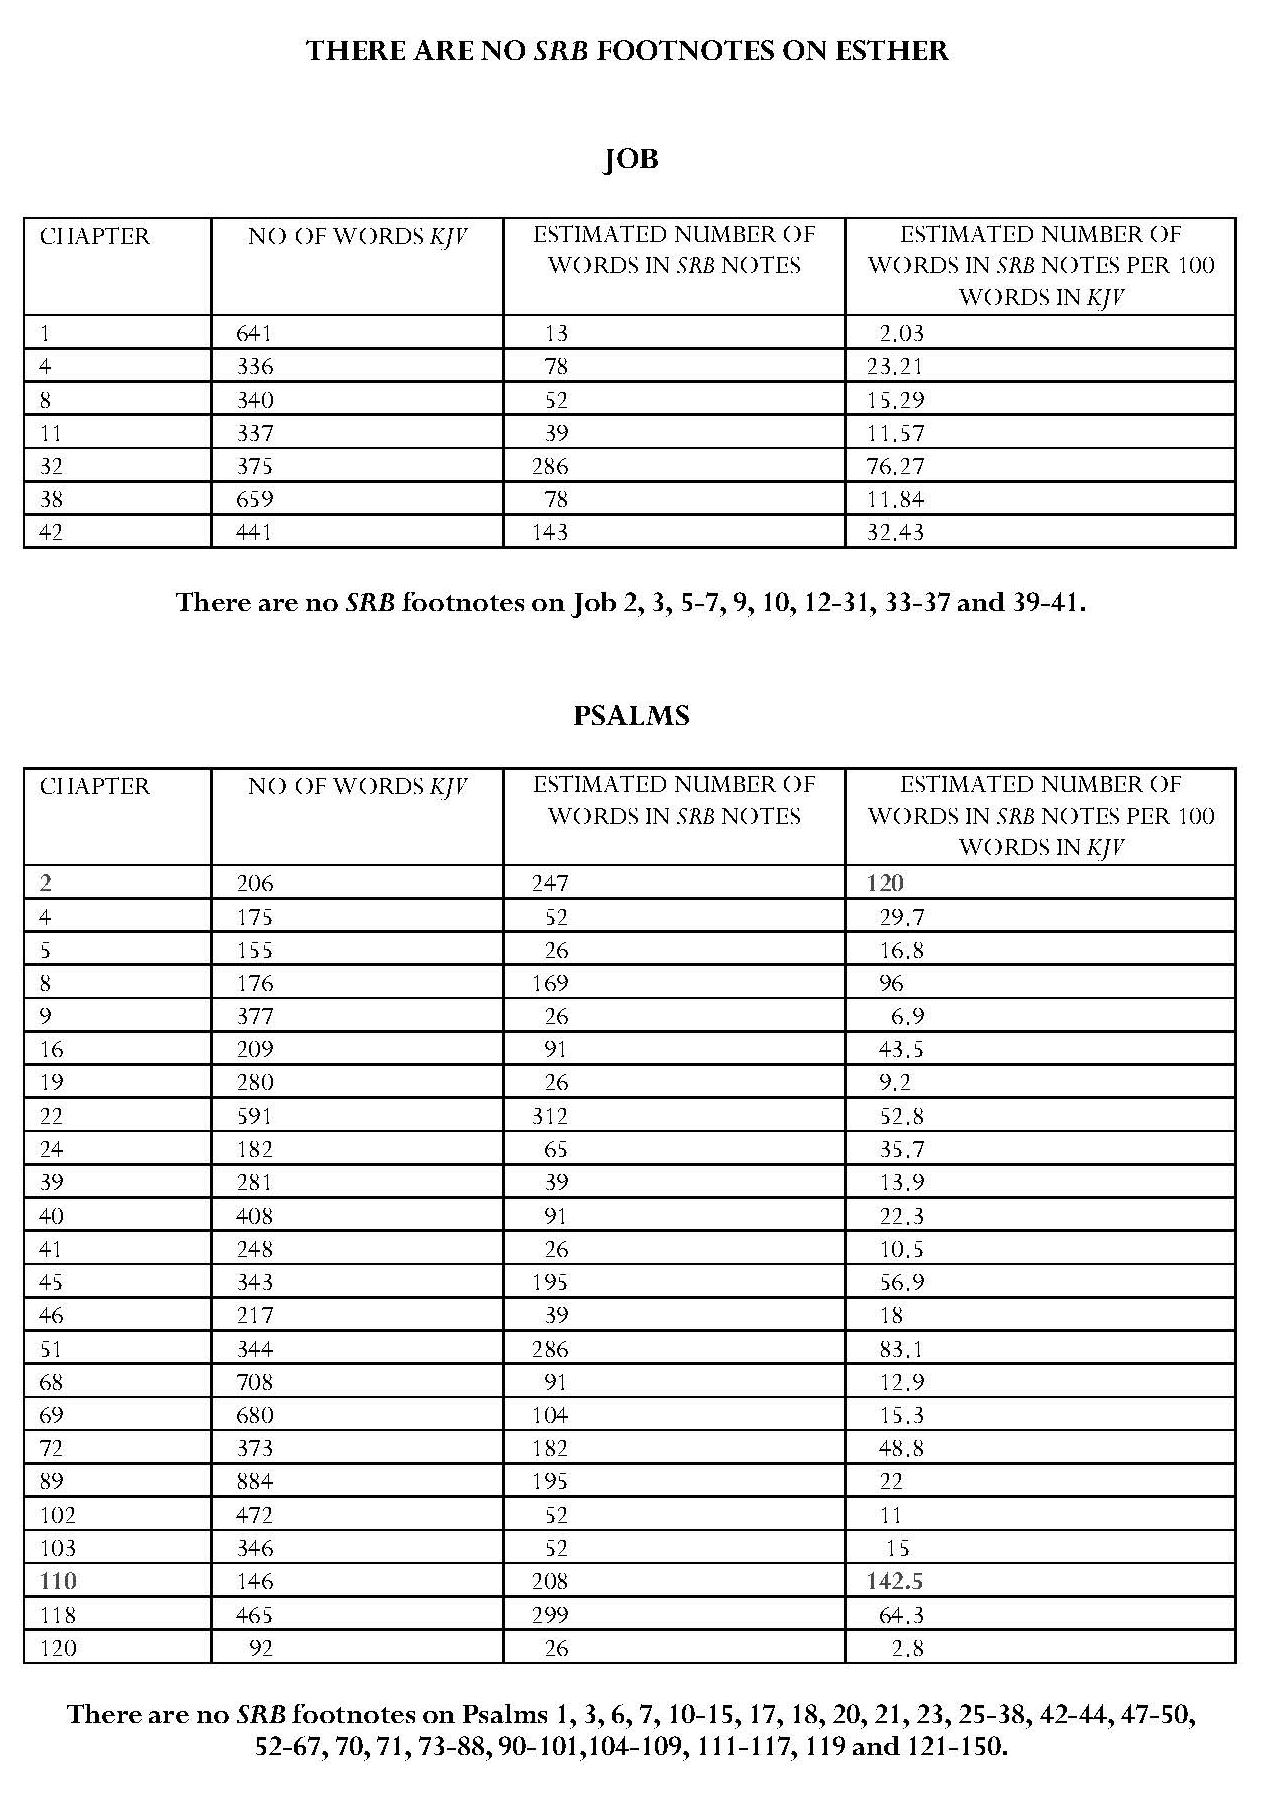 THERE ARE NO SRB FOOTNOTES ON ESTHER
JOB
CHAPTER NO OF WORDS KJV ESTIMATED NUMBER OF WORDS IN SRB NOTES ESTIMATED NUMBER OF WORDS IN SRB NOTES PER 100 WORDS IN KJV
1 641 13 2.03
4 336 78 23.21
8 340 52 15.29
11 337 39 11.57
32 375 286 76.27
38 659 78 11.84
42 441 143 32.43
There are no SRB footnotes on Job 2, 3, 5-7, 9, 10, 12-31, 33-37 and 39-41.
PSALMS
CHAPTER NO OF WORDS KJV ESTIMATED NUMBER OF WORDS IN SRB NOTES ESTIMATED NUMBER OF WORDS IN SRB NOTES PER 100 WORDS IN KJV
2 206 247 120
4 175 52 29.7
5 155 26 16.8
8 176 169 96
9 377 26 6.9
16 209 91 43.5
19 280 26 9.2
22 591 312 52.8
24 182 65 35.7
39 281 39 13.9
40 408 91 22.3
41 248 26 10.5
45 343 195 56.9
46 217 39 18
51 344 286 83.1
68 708 91 12.9
69 680 104 15.3
72 373 182 48.8
89 884 195 22
102 472 52 11
103 346 52 15
110 146 208 142.5
118 465 299 64.3
120 92 26 2.8
There are no SRB footnotes on Psalms 1, 3, 6, 7, 10-15, 17, 18, 20, 21, 23, 25-38, 42-44, 47-50,
52-67, 70, 71, 73-88, 90-101,104-109, 111-117, 119 and 121-150.